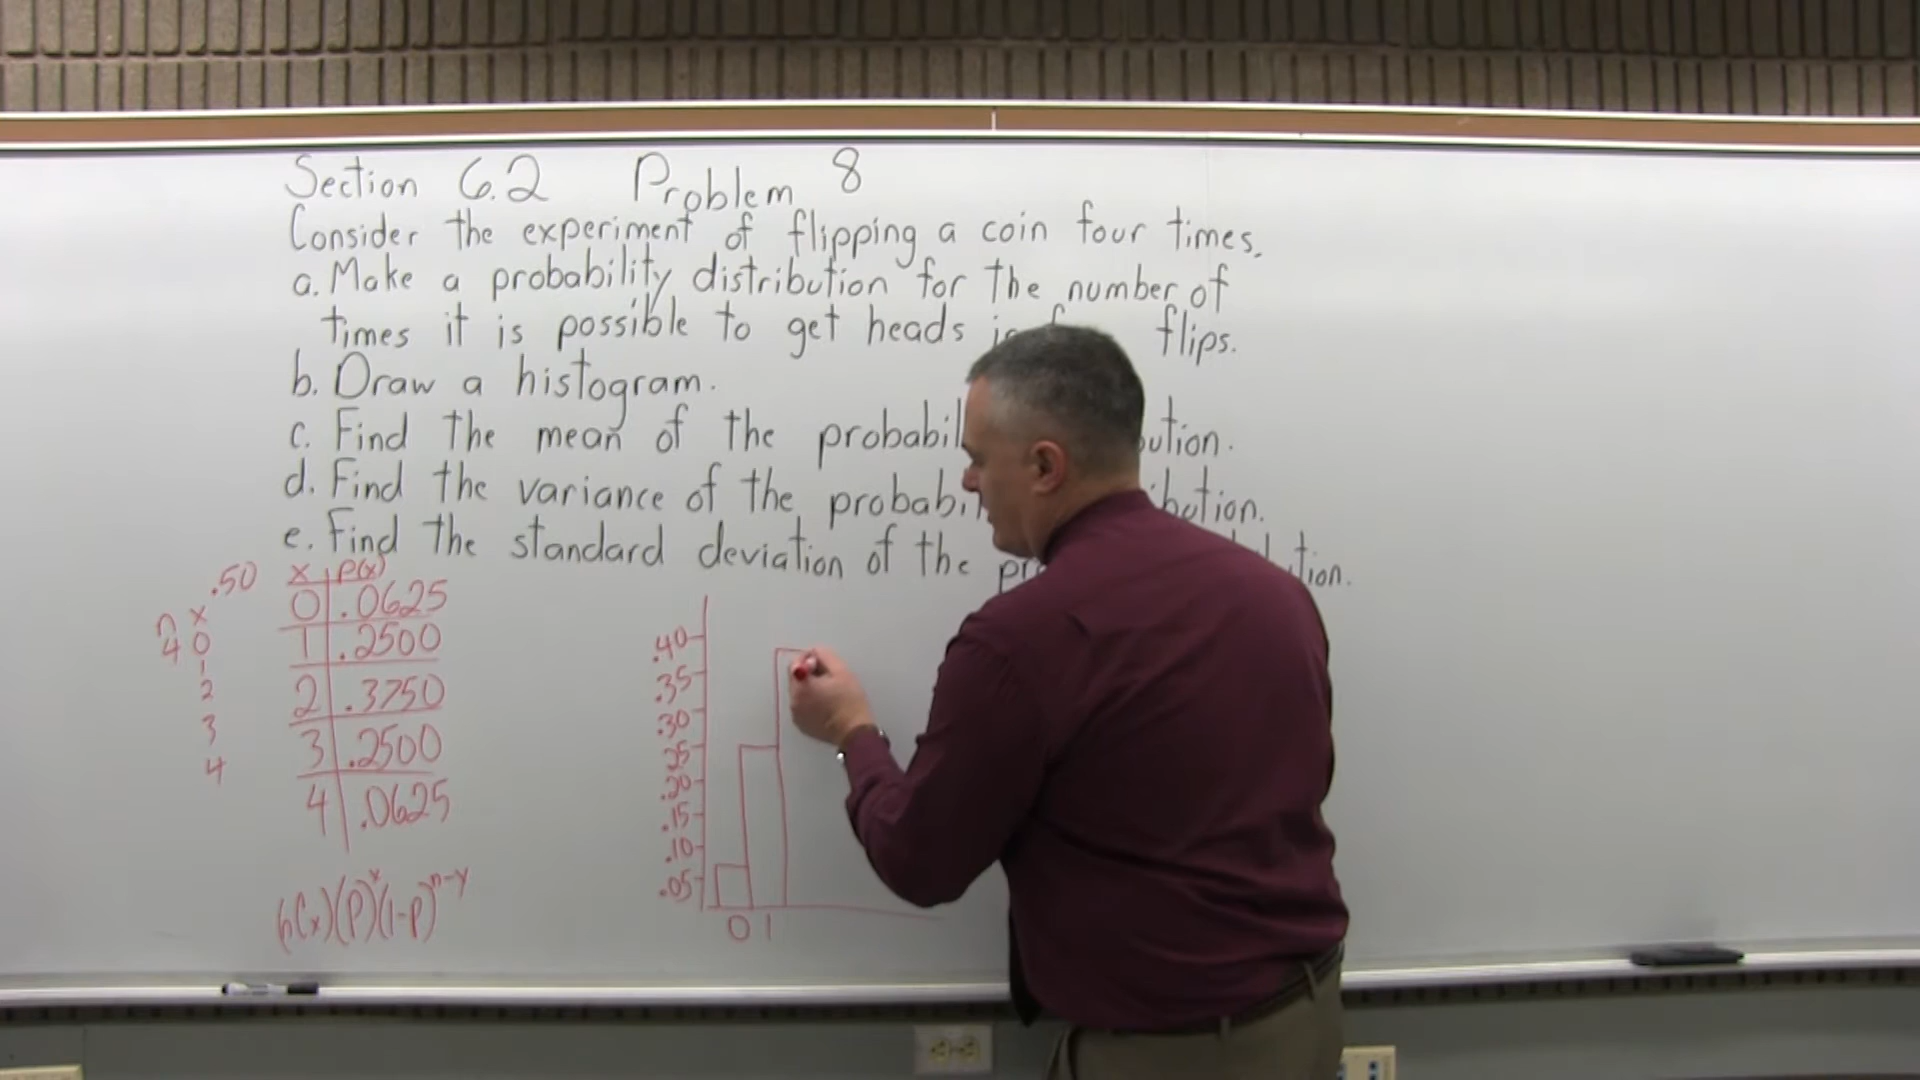 Section 6.2 Problem 8
Consider the experiment of flipping a coin four times.
a. Make a probability distribution for the number of
times it is possible to get heads flips.
b. Draw a histogram.
c. Find the mean of the
d. Find the variance of the
e. Find the standard deviation of the
.50
x P(x)
0 .0625
1 .2500
2 .3750
3 .2500
4 .0625
n x
4 0
1
2
3
4
(nCx)(p)^x(1-p)^n-x
.40
.35
.30
.25
.20
.15
.10
.05
0 1